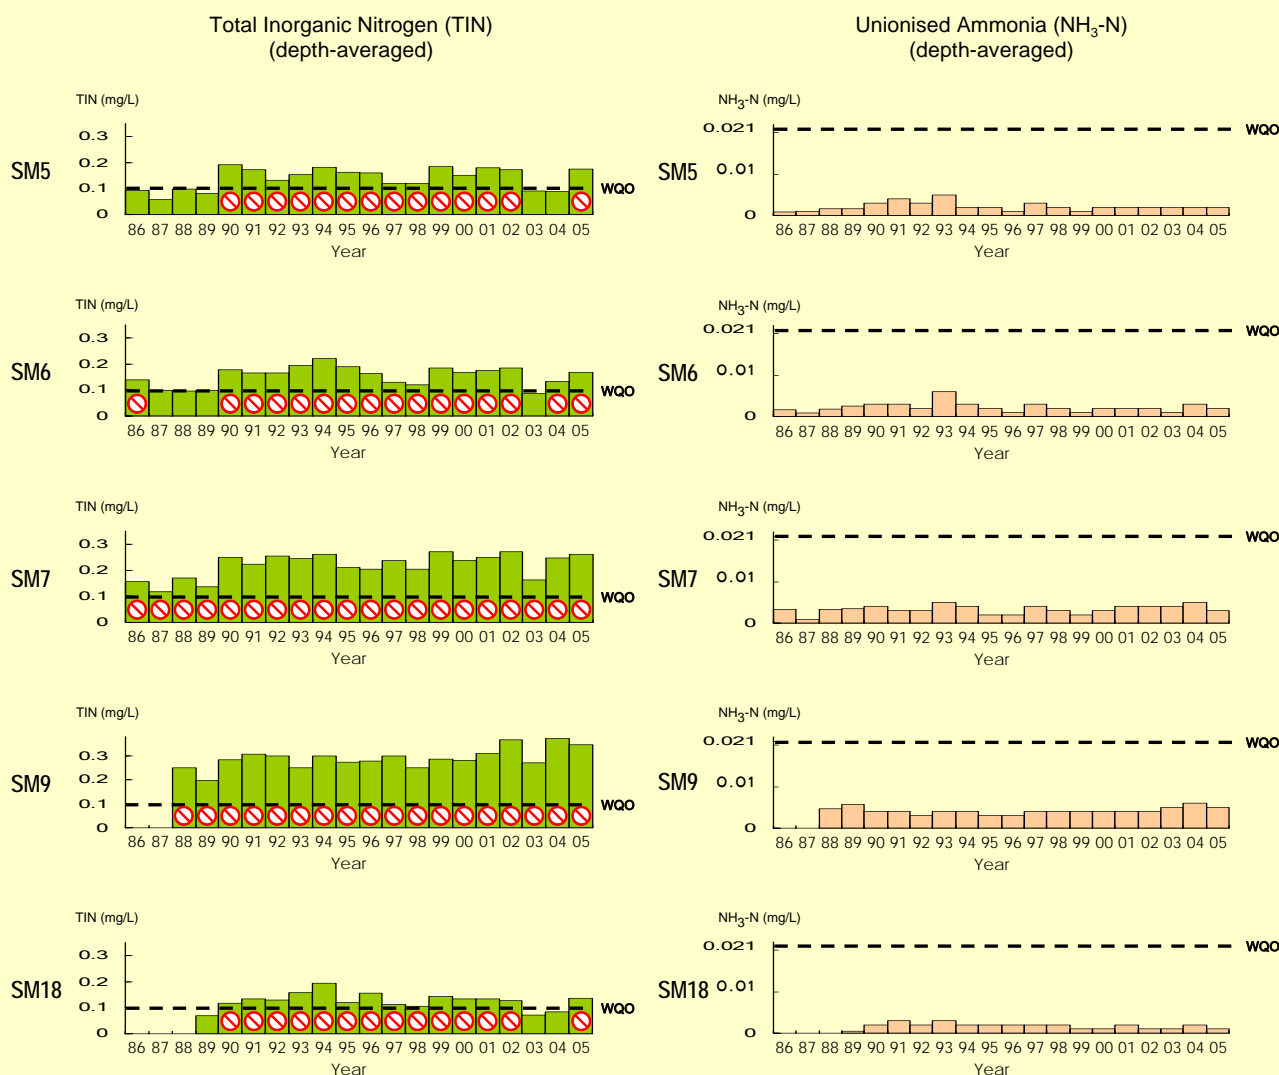 Total Inorganic Nitrogen (TIN)
(depth-averaged)
Unionised Ammonia (NH3-N)
(depth-averaged)
SM5
TIN (mg/L)
0.3
0.2
0.1
0
WQO
86 87 88 89 90 91 92 93 94 95 96 97 98 99 00 01 02 03 04 05
Year
SM5
NH3-N (mg/L)
0.021
0.01
0
WQO
86 87 88 89 90 91 92 93 94 95 96 97 98 99 00 01 02 03 04 05
Year
SM6
TIN (mg/L)
0.3
0.2
0.1
0
WQO
86 87 88 89 90 91 92 93 94 95 96 97 98 99 00 01 02 03 04 05
Year
SM6
NH3-N (mg/L)
0.021
0.01
0
WQO
86 87 88 89 90 91 92 93 94 95 96 97 98 99 00 01 02 03 04 05
Year
SM7
TIN (mg/L)
0.3
0.2
0.1
0
WQO
86 87 88 89 90 91 92 93 94 95 96 97 98 99 00 01 02 03 04 05
Year
SM7
NH3-N (mg/L)
0.021
0.01
0
WQO
86 87 88 89 90 91 92 93 94 95 96 97 98 99 00 01 02 03 04 05
Year
SM9
TIN (mg/L)
0.3
0.2
0.1
0
WQO
86 87 88 89 90 91 92 93 94 95 96 97 98 99 00 01 02 03 04 05
Year
SM9
NH3-N (mg/L)
0.021
0.01
0
WQO
86 87 88 89 90 91 92 93 94 95 96 97 98 99 00 01 02 03 04 05
Year
SM18
TIN (mg/L)
0.3
0.2
0.1
0
WQO
86 87 88 89 90 91 92 93 94 95 96 97 98 99 00 01 02 03 04 05
Year
SM18
NH3-N (mg/L)
0.021
0.01
0
WQO
86 87 88 89 90 91 92 93 94 95 96 97 98 99 00 01 02 03 04 05
Year